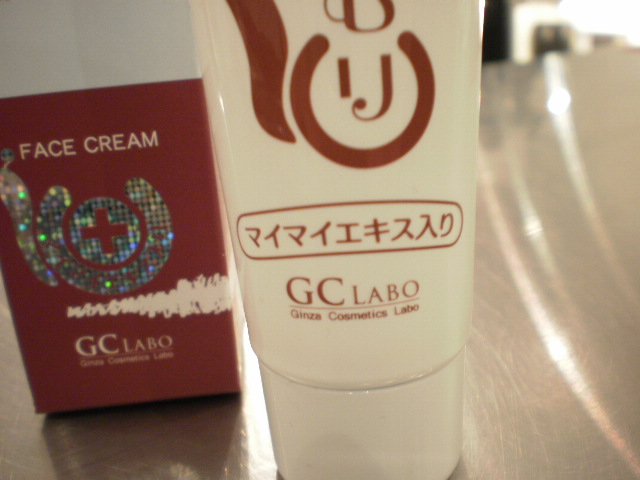 FACE CREAM
GC LABO
Ginza Cosmetics Labo
り
マイマイエキス入り
GC LABO
Ginza Cosmetics Labo